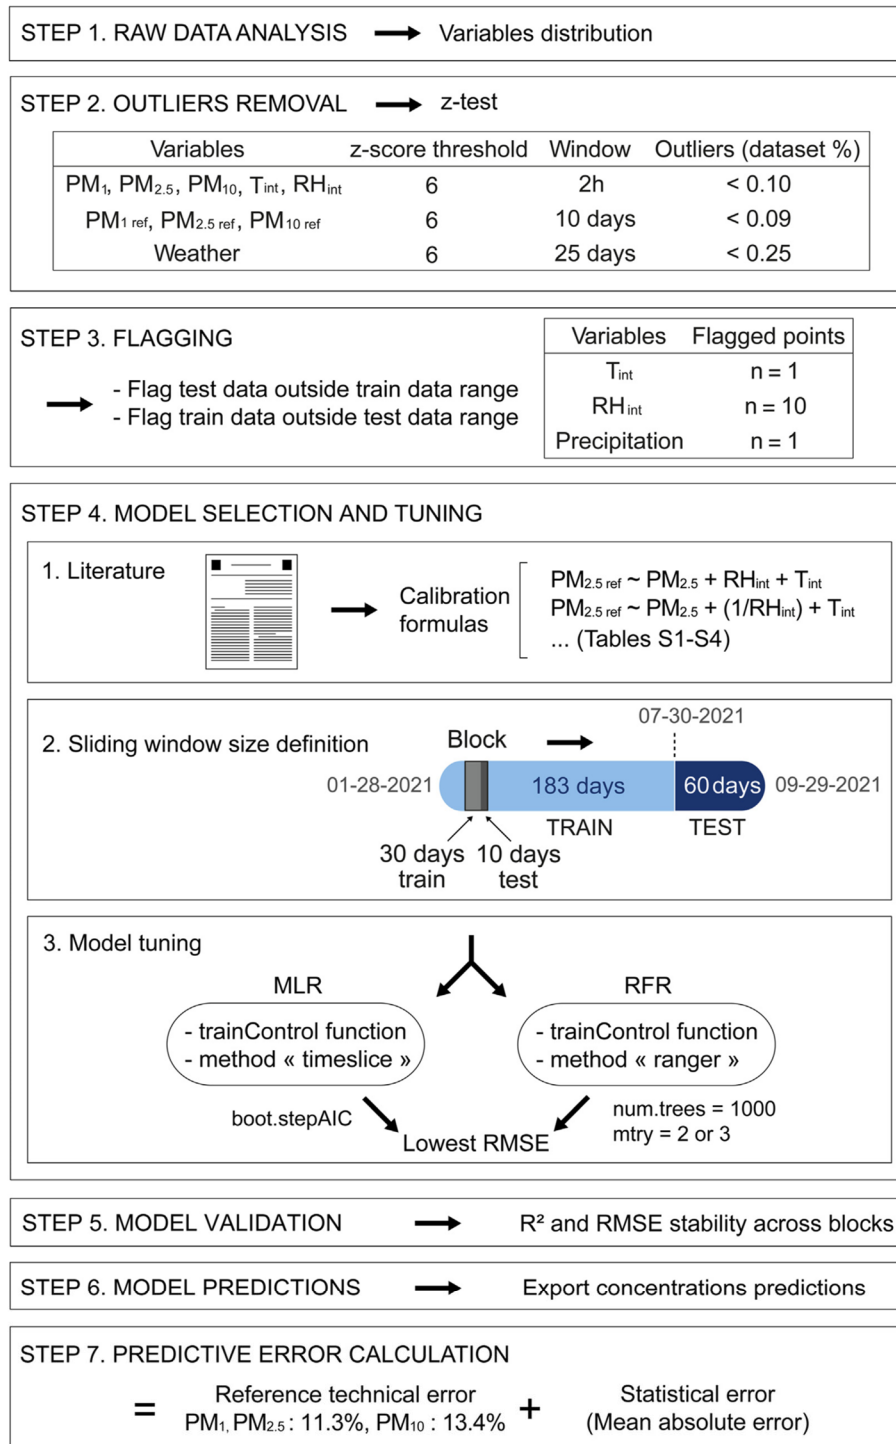 STEP 1. RAW DATA ANALYSIS → Variables distribution
STEP 2. OUTLIERS REMOVAL → z-test
Variables z-score threshold Window Outliers (dataset %)
PM₁, PM₂.₅, PM₁₀, Tint, RHint 6 2h < 0.10
PM₁ ref, PM₂.₅ ref, PM₁₀ ref 6 10 days < 0.09
Weather 6 25 days < 0.25
STEP 3. FLAGGING
→ - Flag test data outside train data range
- Flag train data outside test data range
Variables Flagged points
Tint n = 1
RHint n = 10
Precipitation n = 1
STEP 4. MODEL SELECTION AND TUNING
1. Literature
Calibration
formulas
PM₂.₅ ref ~ PM₂.₅ + RHint + Tint
PM₂.₅ ref ~ PM₂.₅ + (1/RHint) + Tint
... (Tables S1-S4)
2. Sliding window size definition
Block
07-30-2021
01-28-2021
183 days
60 days
09-29-2021
TRAIN
TEST
30 days
train
10 days
test
3. Model tuning
MLR
- trainControl function
- method « timeslice »
RFR
- trainControl function
- method « ranger »
boot.stepAIC
num.trees = 1000
mtry = 2 or 3
Lowest RMSE
STEP 5. MODEL VALIDATION → R² and RMSE stability across blocks
STEP 6. MODEL PREDICTIONS → Export concentrations predictions
STEP 7. PREDICTIVE ERROR CALCULATION
= Reference technical error
PM₁, PM₂.₅ : 11.3%, PM₁₀ : 13.4%
+ Statistical error
(Mean absolute error)